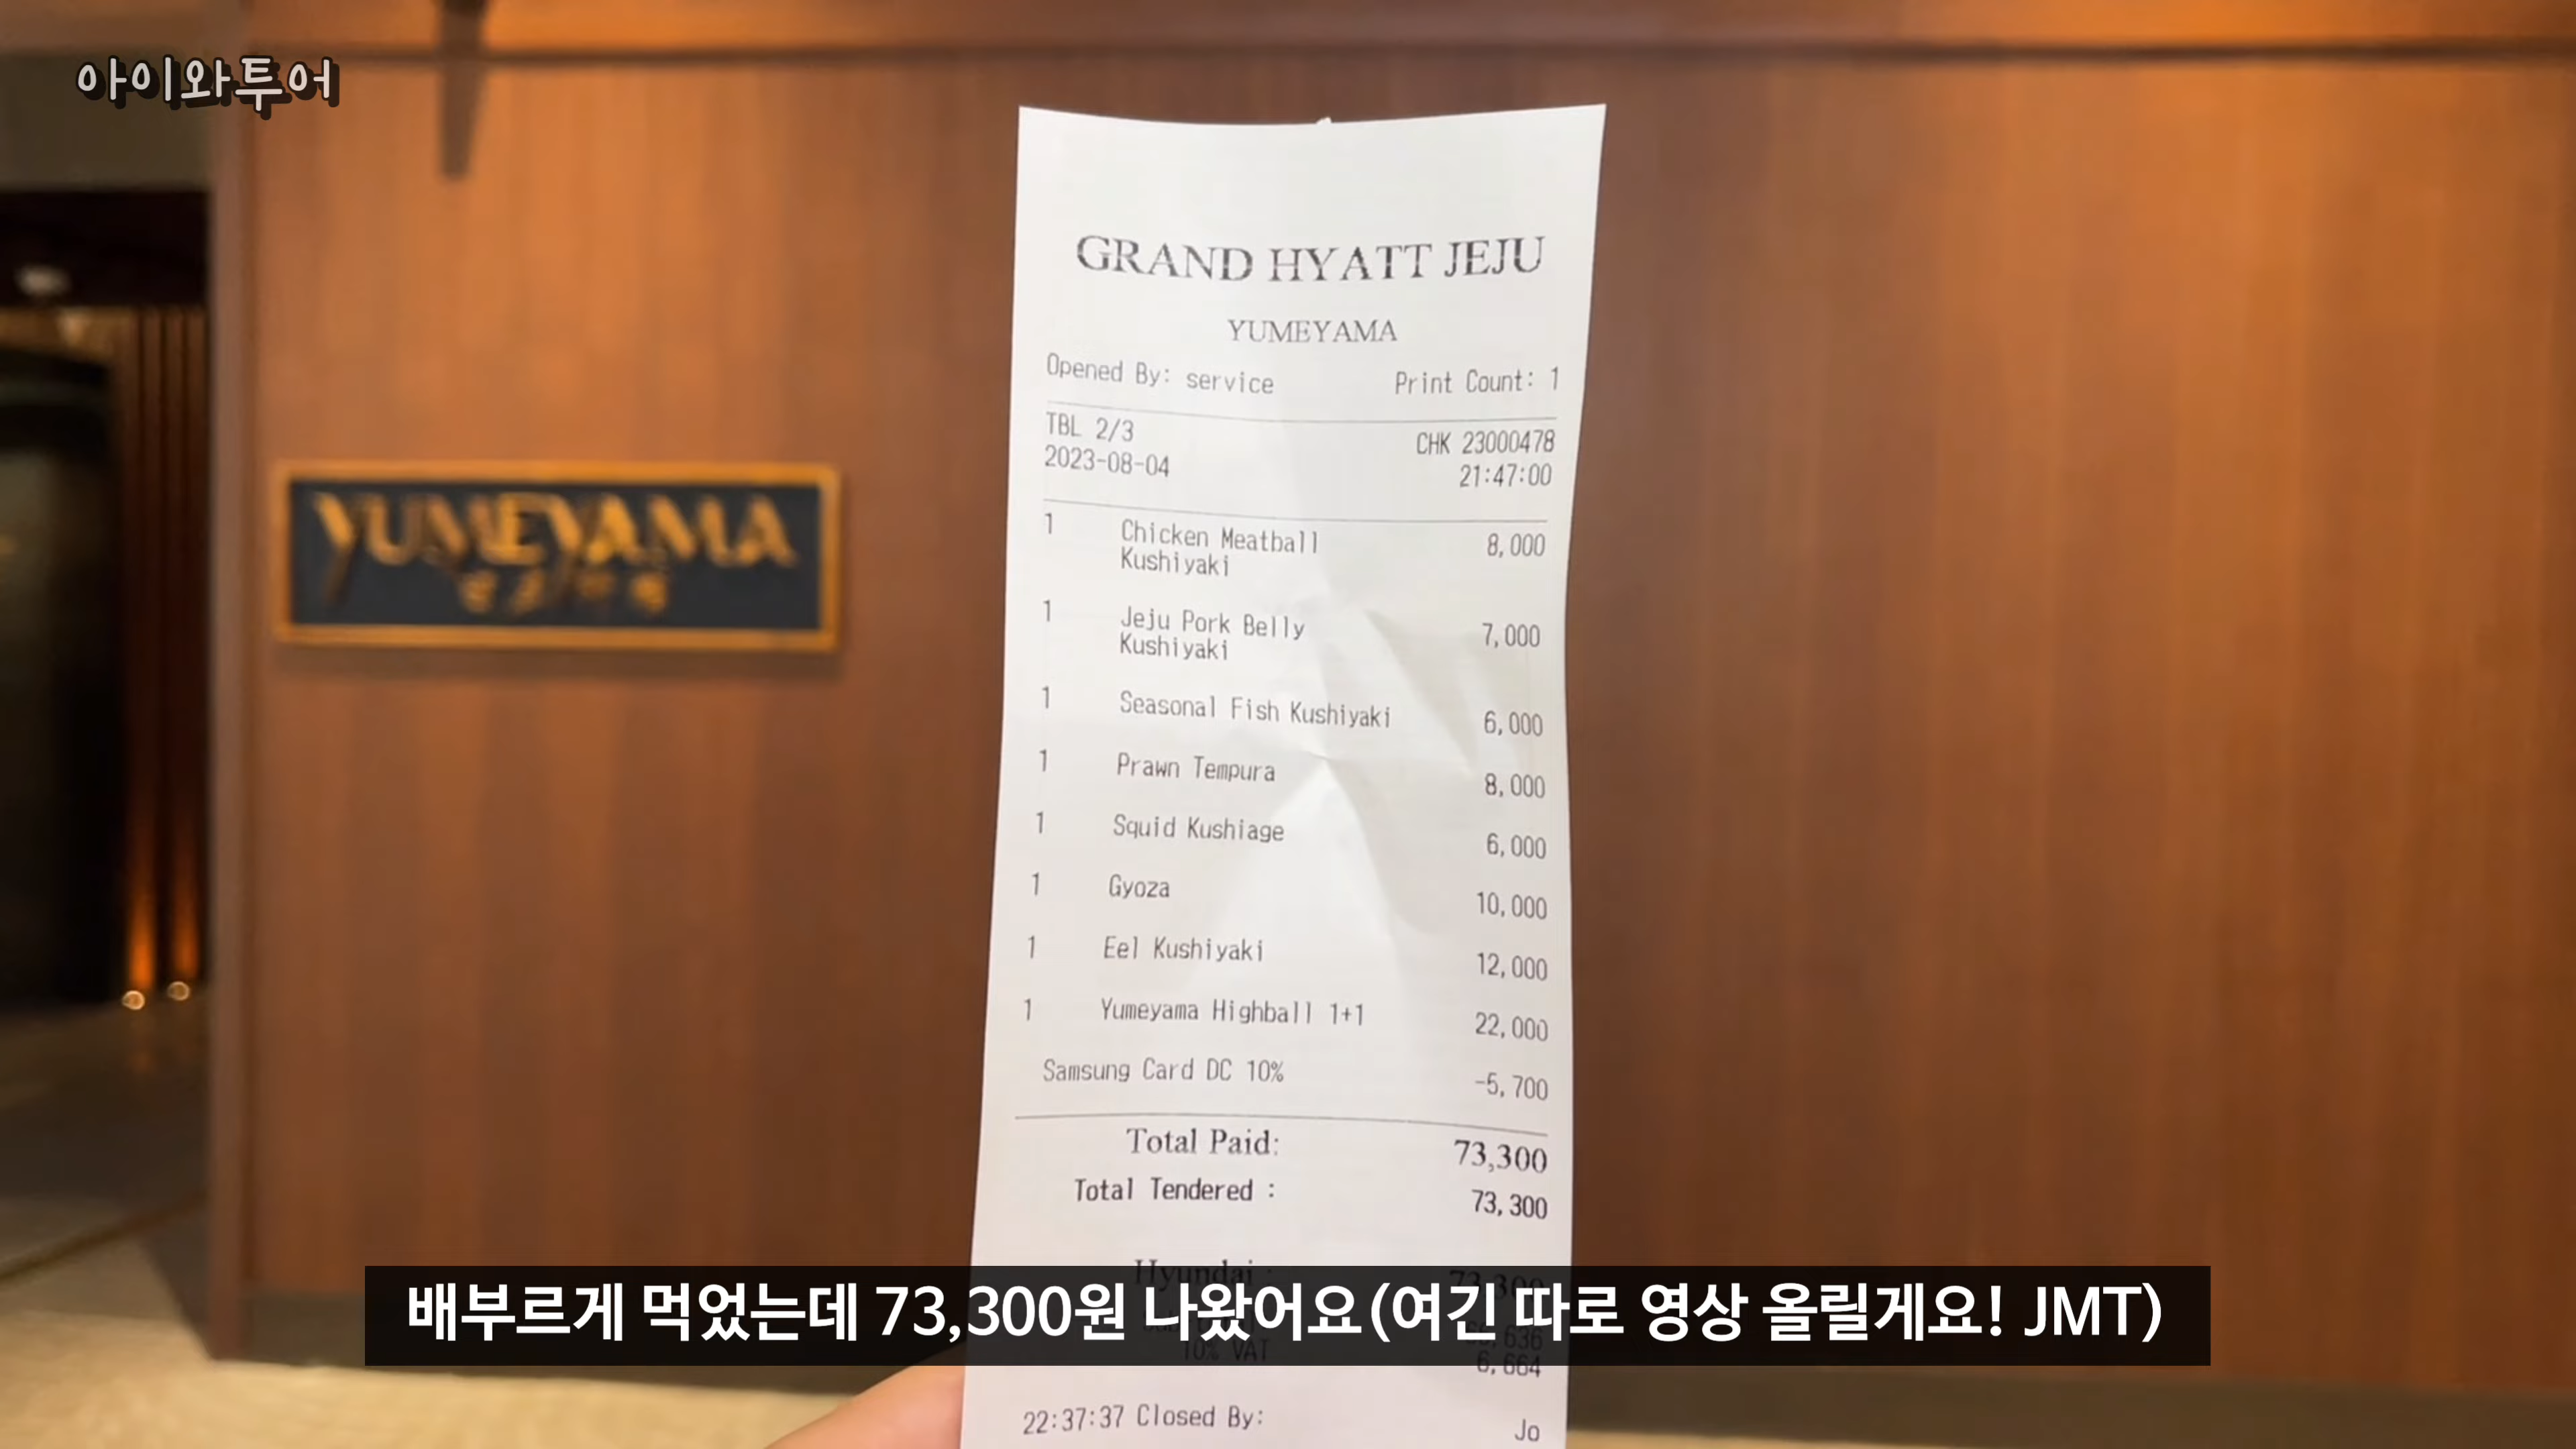 아이와투어
GRAND HYATT JEJU
YUMEYAMA
Opened By: service Print Count: 1
TBL 2/3 CHK 23000478
2023-08-04 21:47:00
YUMEYAMA
1 Chicken Meatball 8,000
Kushiyaki
1 Jeju Pork Belly 7,000
Kushiyaki
1 Seasonal Fish Kushiyaki 6,000
1 Prawn Tempura 8,000
1 Squid Kushiage 6,000
1 Gyoza 10,000
1 Eel Kushiyaki 12,000
1 Yumeyama Highball 1+1 22,000
Samsung Card DC 10% -5,700
Total Paid: 73,300
Total Tendered : 73,300
Hyundai : 73,300
배부르게 먹었는데 73,300원 나왔어요(여긴 따로 영상 올릴게요! JMT)
10% VAT 6,664
22:37:37 Closed By: Jo